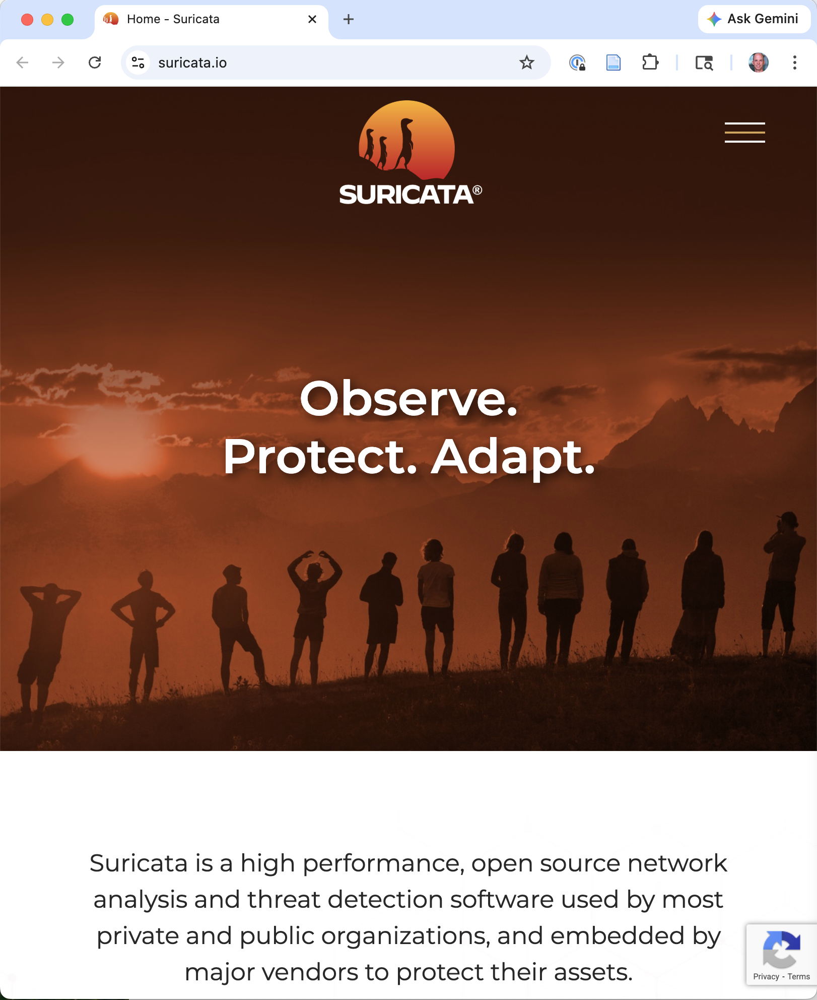 Home - Suricata
Ask Gemini
suricata.io
SURICATA®
Observe.
Protect. Adapt.
Suricata is a high performance, open source network
analysis and threat detection software used by most
private and public organizations, and embedded by
major vendors to protect their assets.
Privacy - Terms